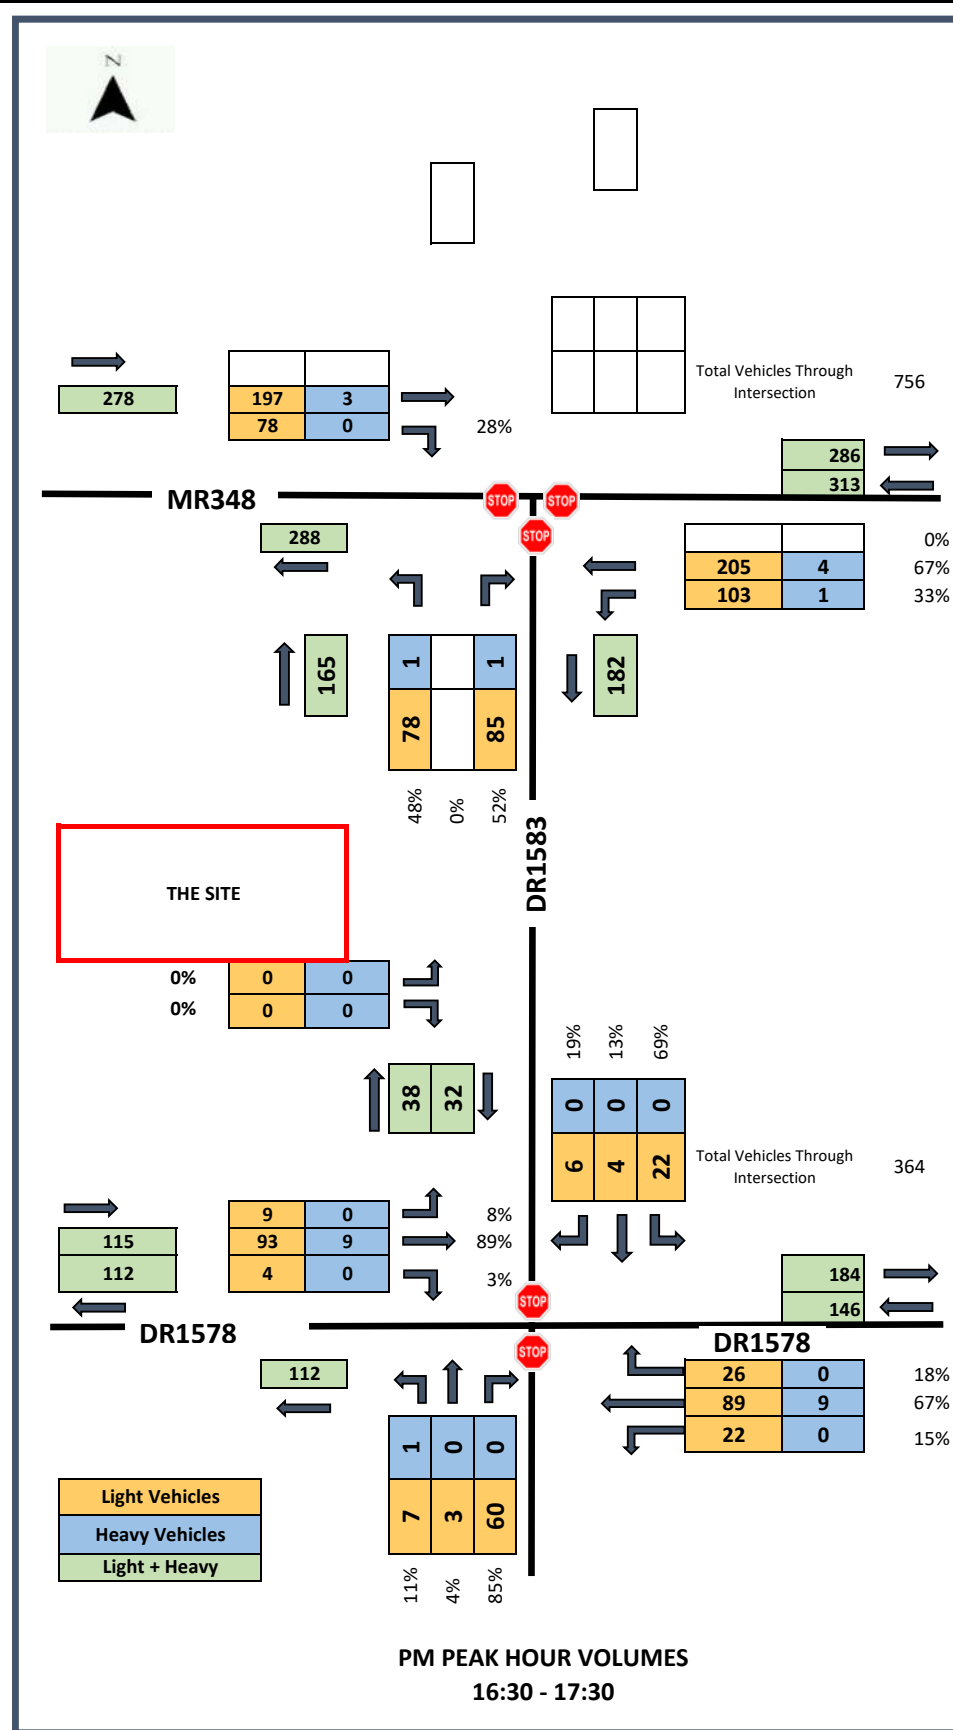 N
Total Vehicles Through
Intersection
756
278
197 3
78 0
28%
286
313
MR348
STOP STOP
STOP
288
0%
205 4 67%
103 1 33%
165
1 1
78 85
182
48% 0% 52%
DR1583
THE SITE
0% 0 0
0% 0 0
19% 13% 69%
38 32
0 0 0
6 4 22
Total Vehicles Through
Intersection
364
9 0 8%
115 93 9 89%
112 4 0 3%
184
146
STOP
DR1578
DR1578
STOP
112
26 0 18%
89 9 67%
22 0 15%
1 0 0
7 3 60
11% 4% 85%
Light Vehicles
Heavy Vehicles
Light + Heavy
PM PEAK HOUR VOLUMES
16:30 - 17:30